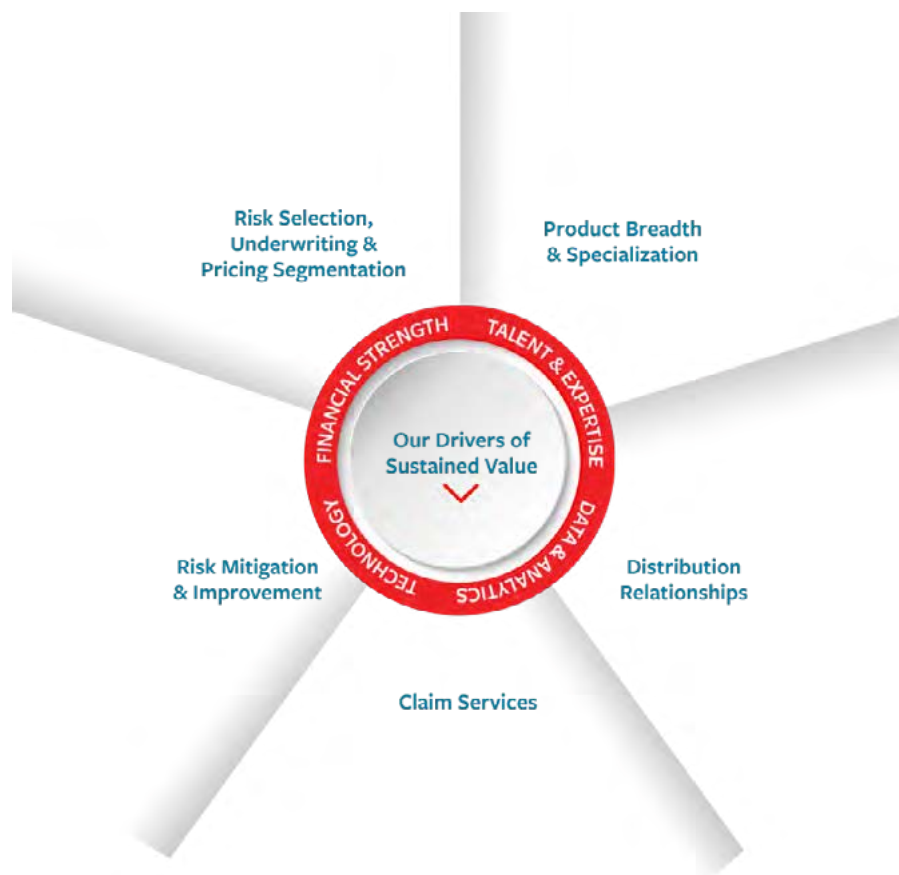 Risk Selection,
Underwriting &
Pricing Segmentation
Product Breadth
& Specialization
FINANCIAL STRENGTH
TALENT & EXPERTISE
Our Drivers of
Sustained Value
TECHNOLOGY
DATA & ANALYTICS
Risk Mitigation
& Improvement
Distribution
Relationships
Claim Services